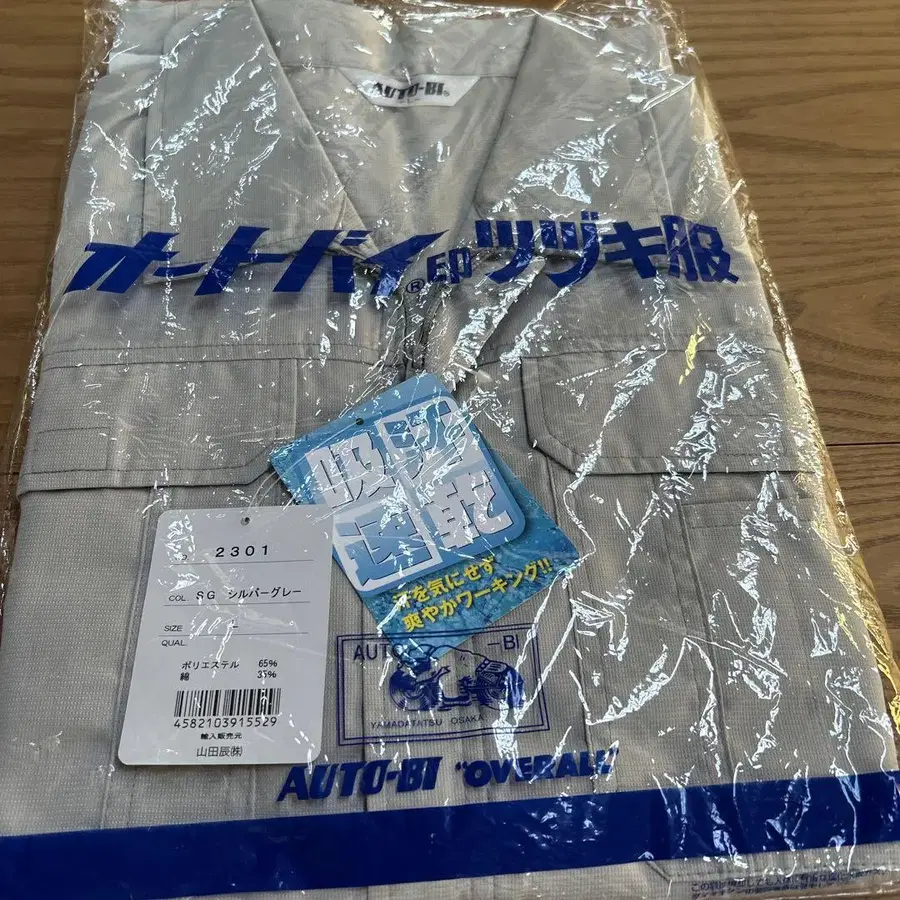 AUTO-BI
オートバイ®印ツヅキ服
吸汗
速乾
汗を気にせず
爽やかワーキング!!
2301
COL. SG シルバーグレー
SIZE L
QUAL
ポリエステル 65%
綿 35%
4582103915529
輸入販売元
山田辰㈱
AUTO -BI
YAMADATATSU OSAKA
AUTO-BI "OVERALL"